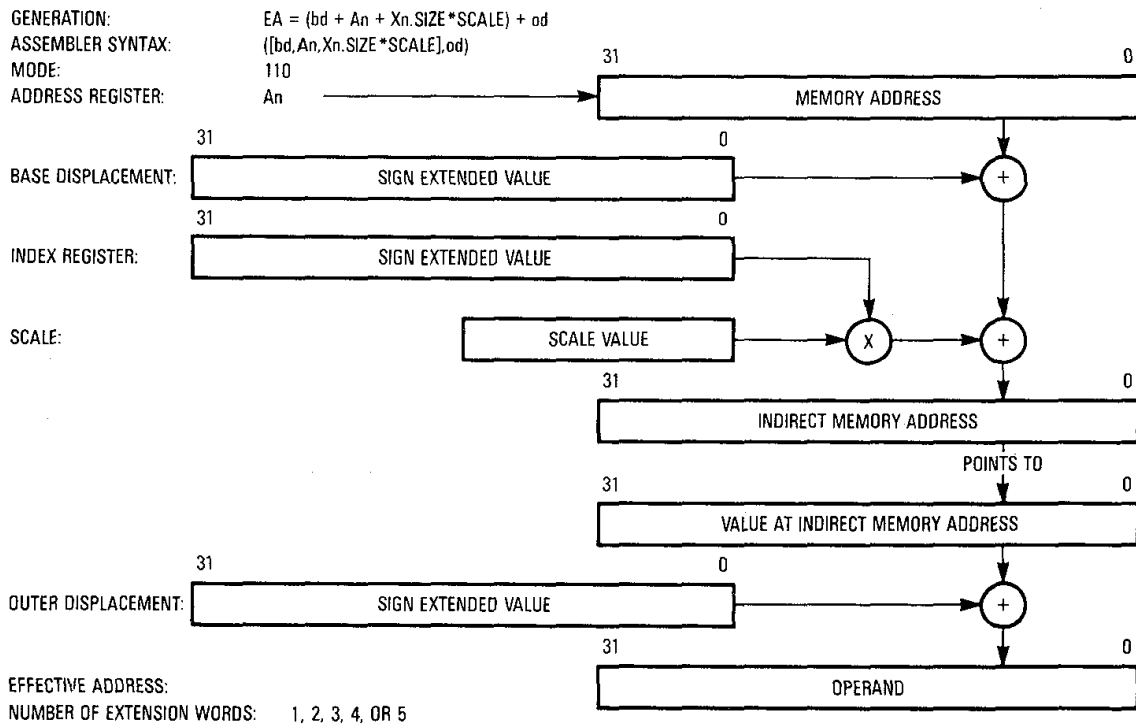 GENERATION: EA = (bd + An + Xn.SIZE*SCALE) + od
ASSEMBLER SYNTAX: ([bd,An,Xn.SIZE*SCALE],od)
MODE: 110
31 0
ADDRESS REGISTER: An MEMORY ADDRESS
31 0
BASE DISPLACEMENT: SIGN EXTENDED VALUE +
31 0
INDEX REGISTER: SIGN EXTENDED VALUE
SCALE: SCALE VALUE X +
31 0
INDIRECT MEMORY ADDRESS
POINTS TO
31 0
VALUE AT INDIRECT MEMORY ADDRESS
31 0
OUTER DISPLACEMENT: SIGN EXTENDED VALUE +
31 0
EFFECTIVE ADDRESS: OPERAND
NUMBER OF EXTENSION WORDS: 1, 2, 3, 4, OR 5